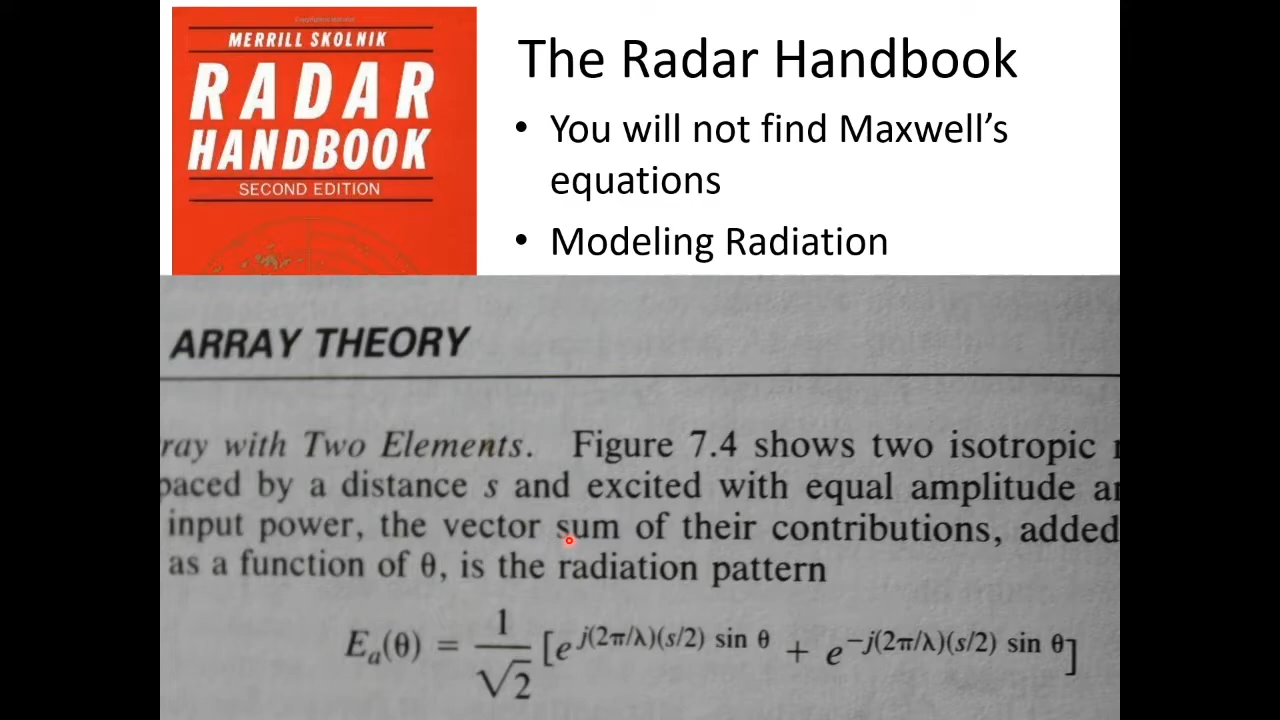 MERRILL SKOLNIK
RADAR
HANDBOOK
SECOND EDITION
The Radar Handbook
• You will not find Maxwell's
equations
• Modeling Radiation
ARRAY THEORY
ray with Two Elements. Figure 7.4 shows two isotropic
paced by a distance s and excited with equal amplitude
input power, the vector sum of their contributions, added
as a function of θ, is the radiation pattern
E_a(θ) = 1/√2 [e^{j(2π/λ)(s/2) sin θ} + e^{−j(2π/λ)(s/2) sin θ}]